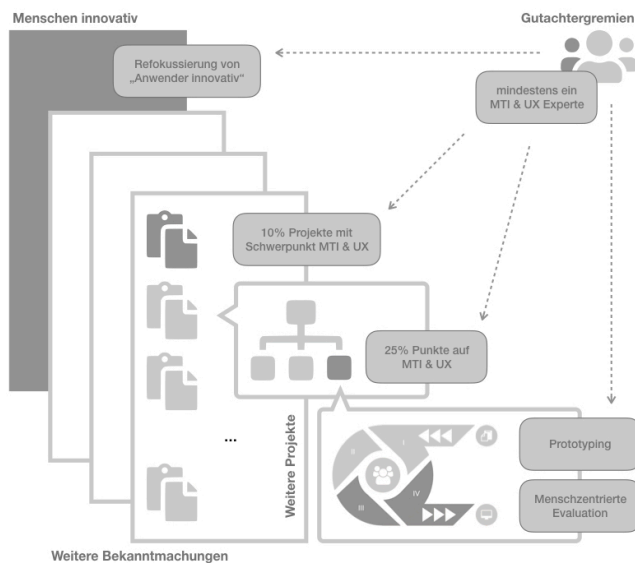 Menschen innovativ
Gutachtergremien
Refokussierung von
„Anwender innovativ“
mindestens ein
MTI & UX Experte
10% Projekte mit
Schwerpunkt MTI & UX
25% Punkte auf
MTI & UX
...
Weitere Projekte
I
II
III
IV
Prototyping
Menschzentrierte
Evaluation
Weitere Bekanntmachungen